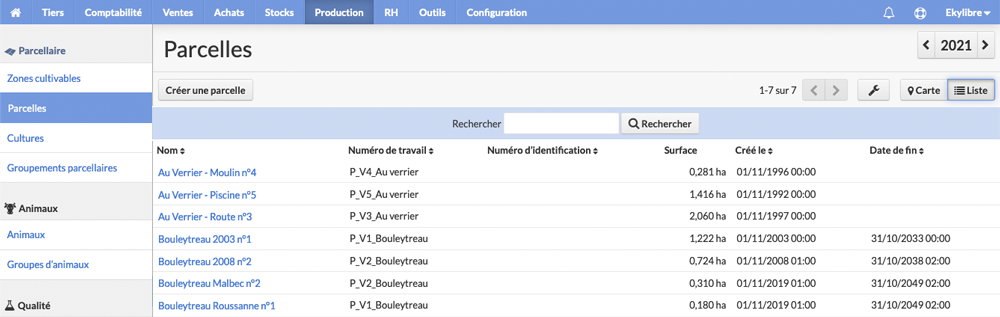 Tiers Comptabilité Ventes Achats Stocks Production RH Outils Configuration Ekylibre
Parcellaire
Zones cultivables
Parcelles
Cultures
Groupements parcellaires
Animaux
Animaux
Groupes d'animaux
Qualité
Parcelles
2021
Créer une parcelle
1-7 sur 7
Carte
Liste
Rechercher
Rechercher
Nom Numéro de travail Numéro d'identification Surface Créé le Date de fin
Au Verrier - Moulin n°4 P_V4_Au verrier 0,281 ha 01/11/1996 00:00
Au Verrier - Piscine n°5 P_V5_Au verrier 1,416 ha 01/11/1992 00:00
Au Verrier - Route n°3 P_V3_Au verrier 2,060 ha 01/11/1997 00:00
Bouleytreau 2003 n°1 P_V1_Bouleytreau 1,222 ha 01/11/2003 00:00 31/10/2033 00:00
Bouleytreau 2008 n°2 P_V2_Bouleytreau 0,724 ha 01/11/2008 01:00 31/10/2038 02:00
Bouleytreau Malbec n°2 P_V2_Bouleytreau 0,310 ha 01/11/2019 01:00 31/10/2049 02:00
Bouleytreau Roussanne n°1 P_V1_Bouleytreau 0,180 ha 01/11/2019 01:00 31/10/2049 02:00